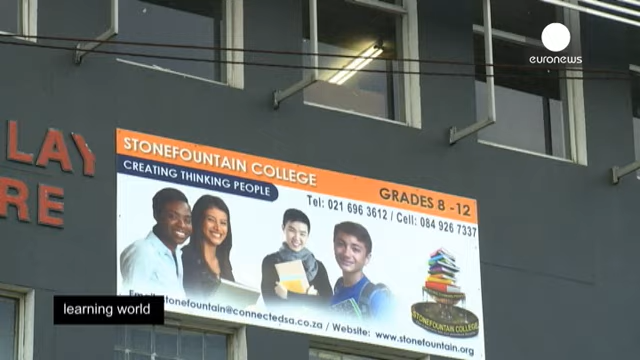 euronews
LAY
RE
STONEFOUNTAIN COLLEGE
CREATING THINKING PEOPLE
GRADES 8 - 12
Tel: 021 696 3612 / Cell: 084 926 7337
stonefountain@connectedsa.co.za / Website: www.stonefountain.org
STONEFOUNTAIN COLLEGE
learning world